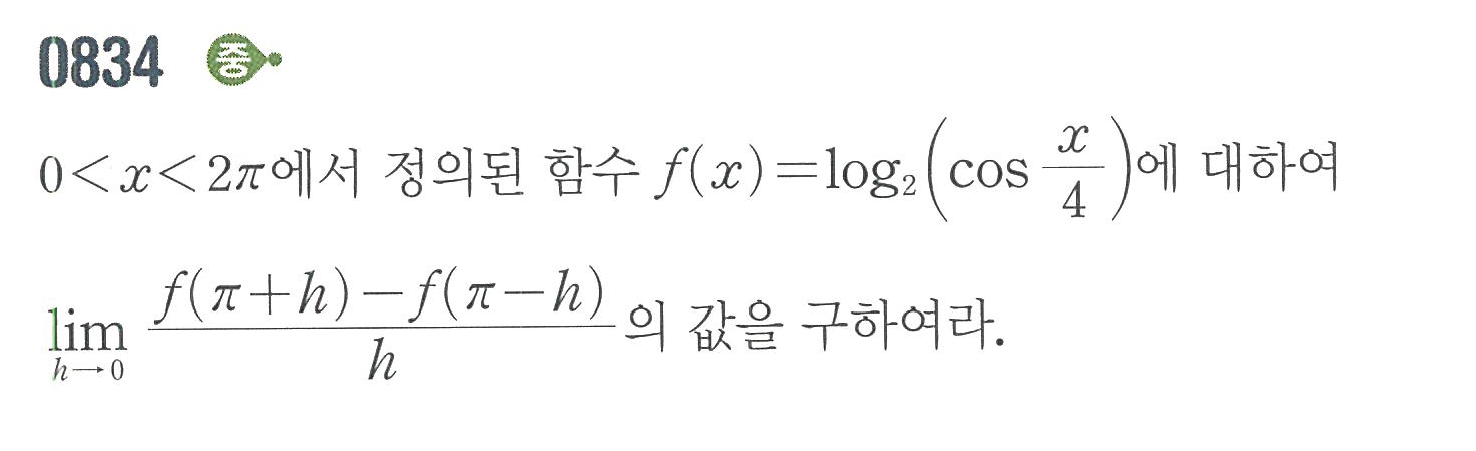 0834 중
0<x<2π에서 정의된 함수 f(x)=log₂(cos x/4)에 대하여
lim h→0 f(π+h)-f(π-h)/h 의 값을 구하여라.